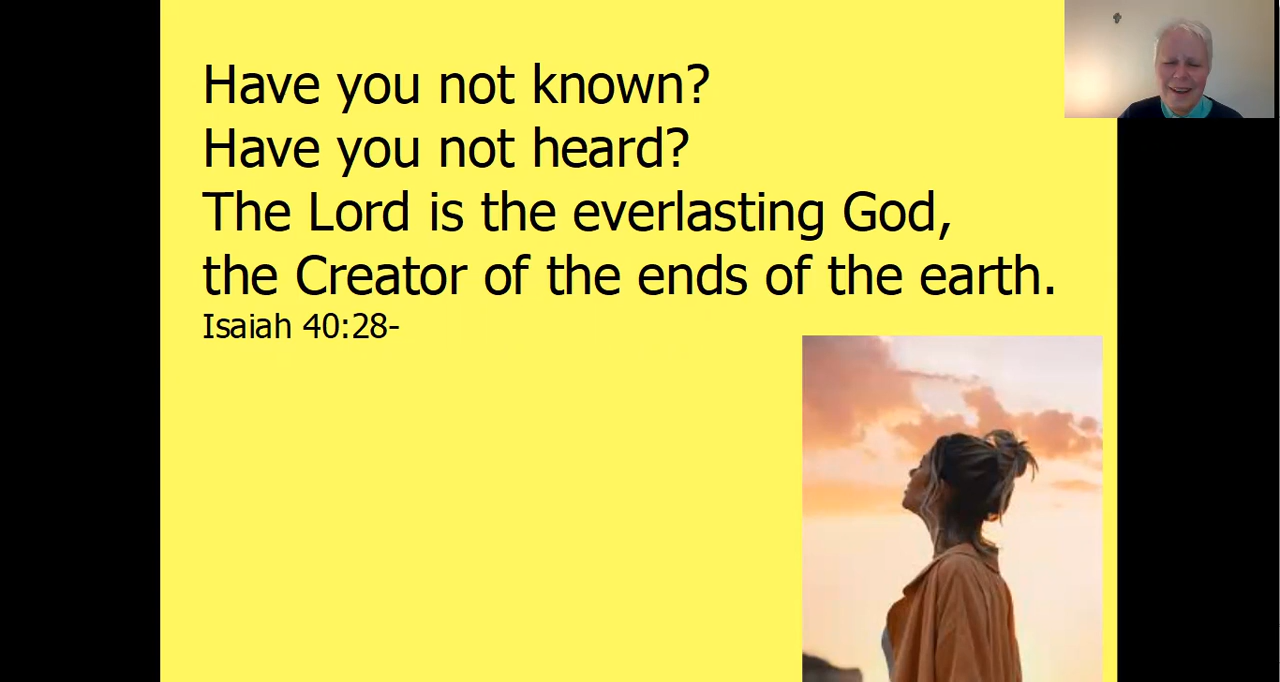 Have you not known?
Have you not heard?
The Lord is the everlasting God,
the Creator of the ends of the earth.
Isaiah 40:28-